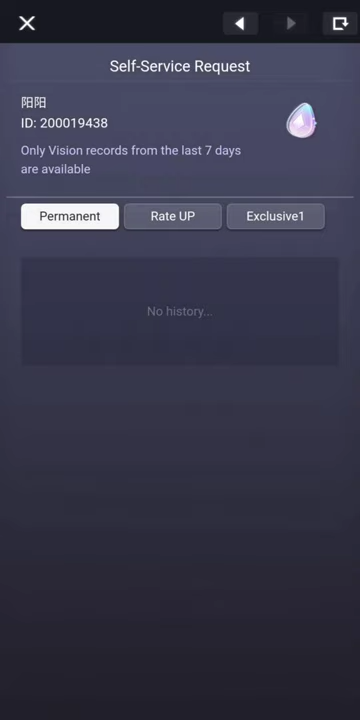 Self-Service Request
阳阳
ID: 200019438
Only Vision records from the last 7 days
are available
Permanent
Rate UP
Exclusive1
No history...